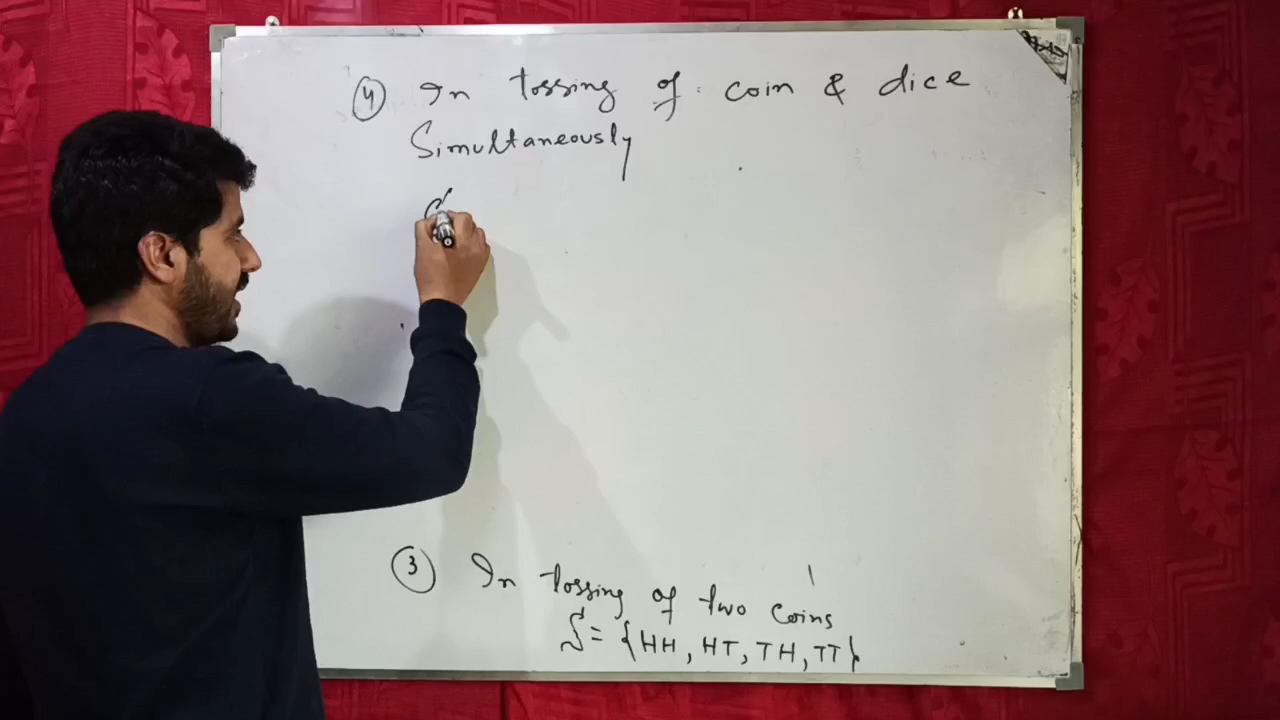 ④ In tossing of coin & dice
Simultaneously
③ In tossing of two coins
S = {HH, HT, TH, TT}